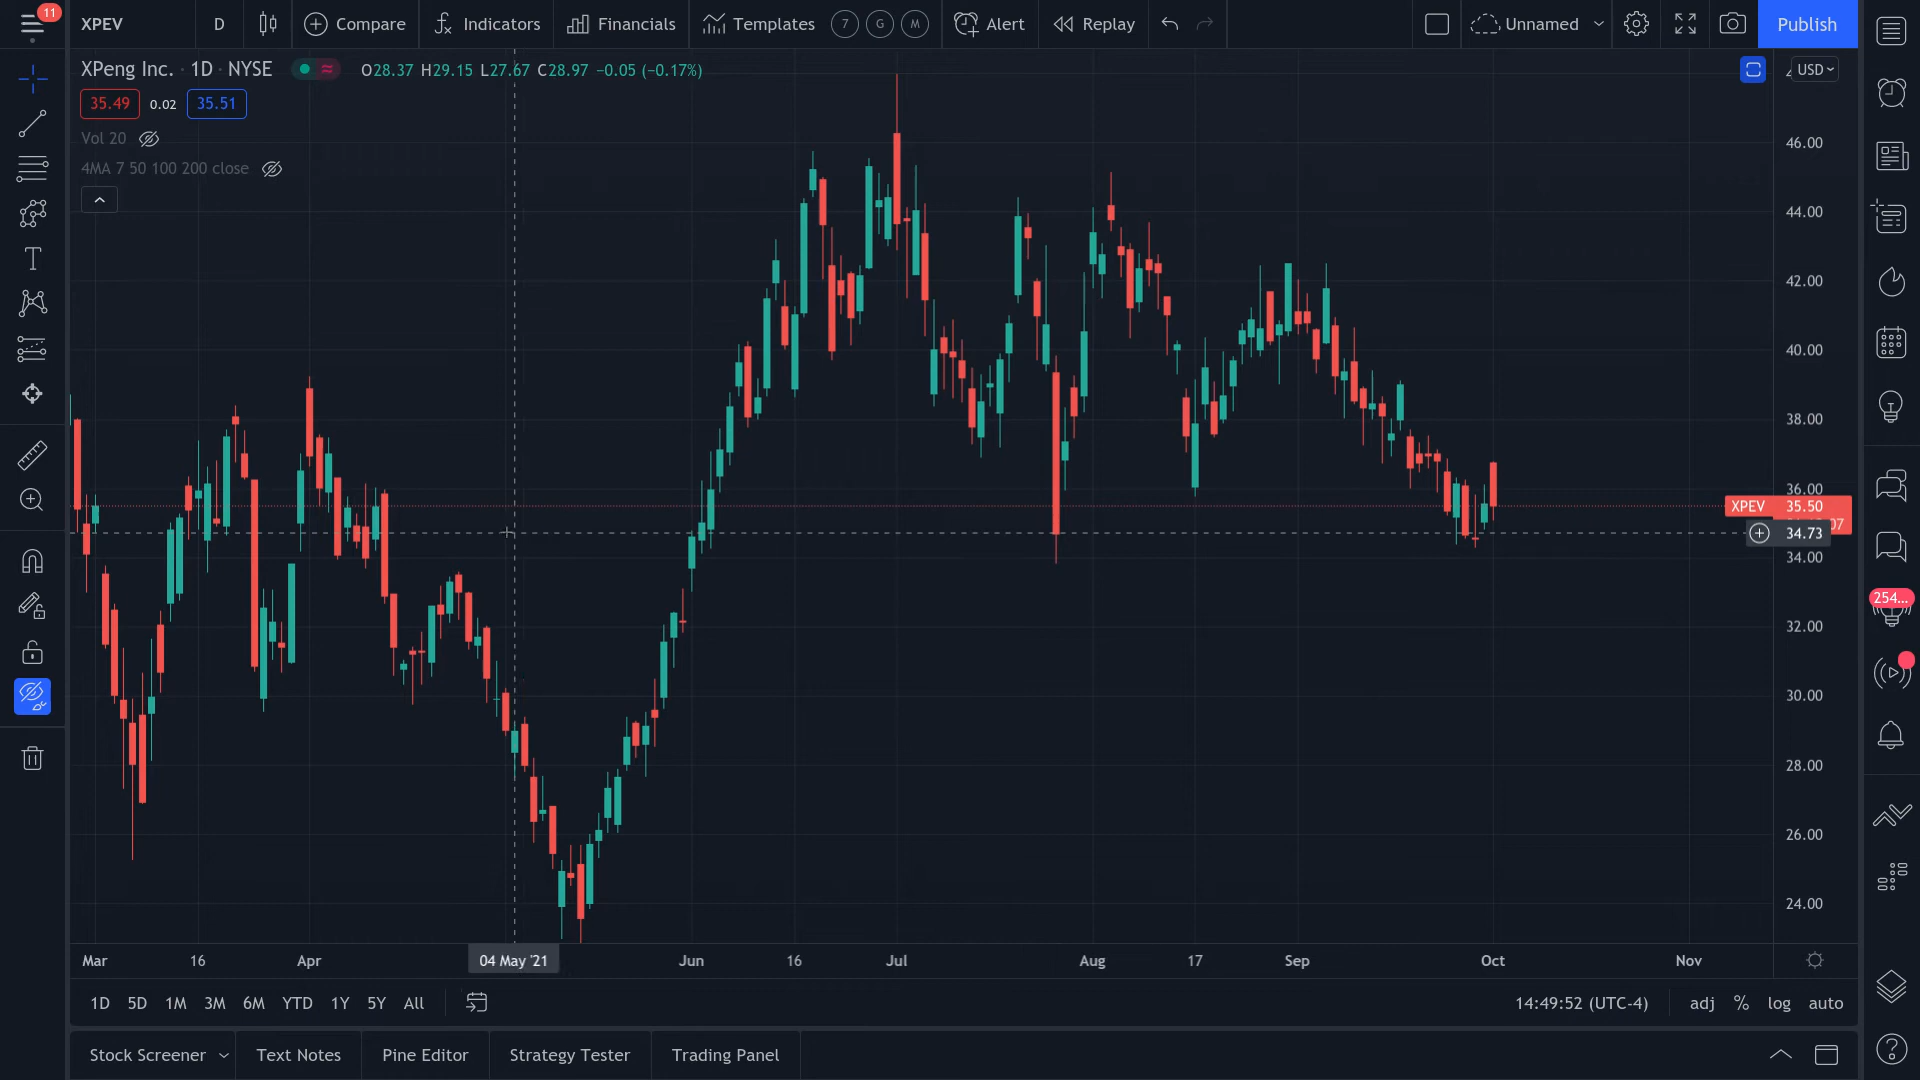 11
XPEV
D
Compare
Indicators
Financials
Templates
7
G
M
Alert
Replay
Unnamed
Publish
XPeng Inc. · 1D · NYSE
O28.37 H29.15 L27.67 C28.97 −0.05 (−0.17%)
USD
35.49
0.02
35.51
Vol 20
4MA 7 50 100 200 close
46.00
44.00
42.00
40.00
38.00
36.00
XPEV 35.50
07
34.73
34.00
32.00
30.00
28.00
26.00
24.00
254...
Mar
16
Apr
04 May '21
Jun
16
Jul
Aug
17
Sep
Oct
Nov
1D
5D
1M
3M
6M
YTD
1Y
5Y
All
14:49:52 (UTC-4)
adj
%
log
auto
Stock Screener
Text Notes
Pine Editor
Strategy Tester
Trading Panel